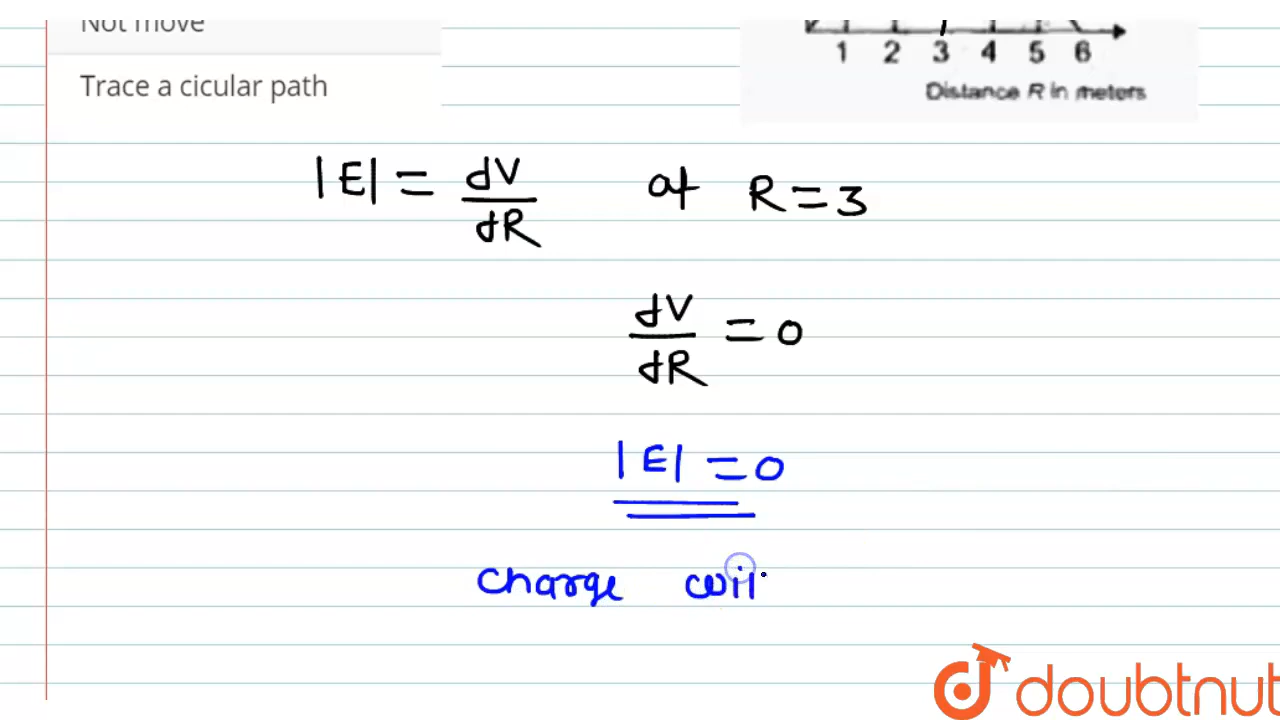 Not move
Trace a cicular path
1 2 3 4 5 6
Distance R in meters
|E| = dV/dR at R = 3
dV/dR = 0
|E| = 0
charge will
doubtnut